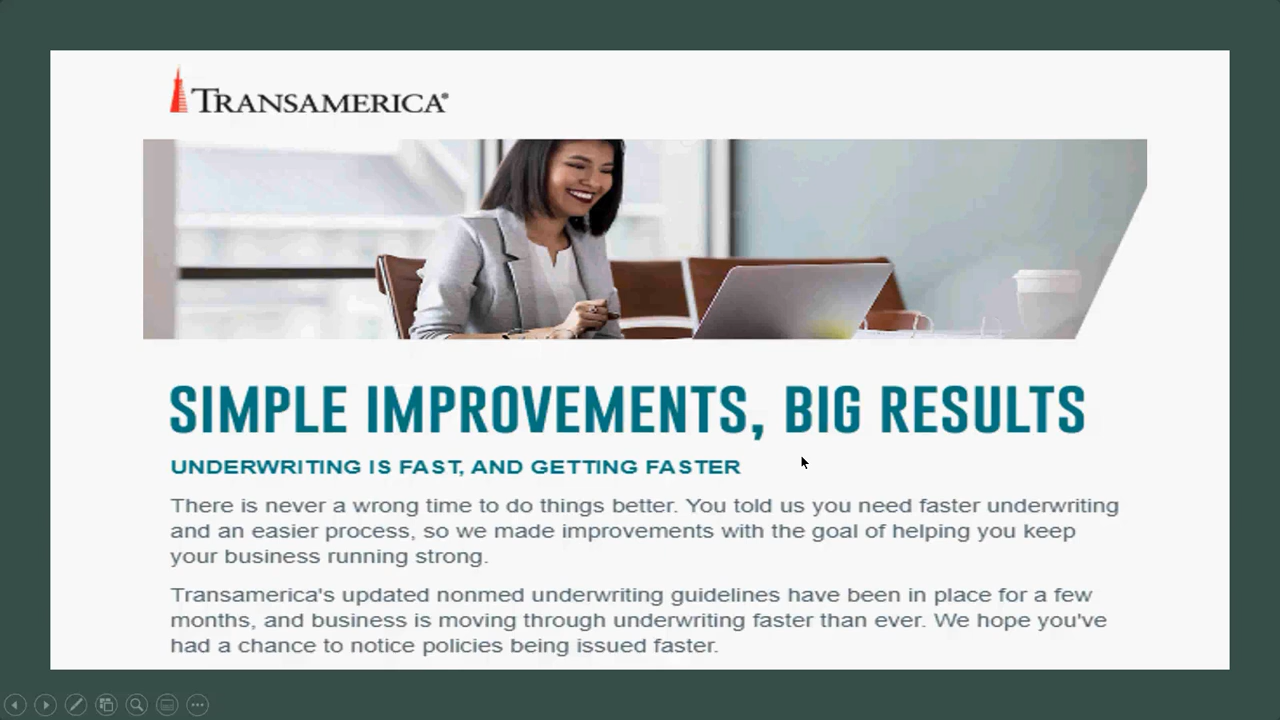 TRANSAMERICA®
SIMPLE IMPROVEMENTS, BIG RESULTS
UNDERWRITING IS FAST, AND GETTING FASTER
There is never a wrong time to do things better. You told us you need faster underwriting
and an easier process, so we made improvements with the goal of helping you keep
your business running strong.
Transamerica's updated nonmed underwriting guidelines have been in place for a few
months, and business is moving through underwriting faster than ever. We hope you've
had a chance to notice policies being issued faster.